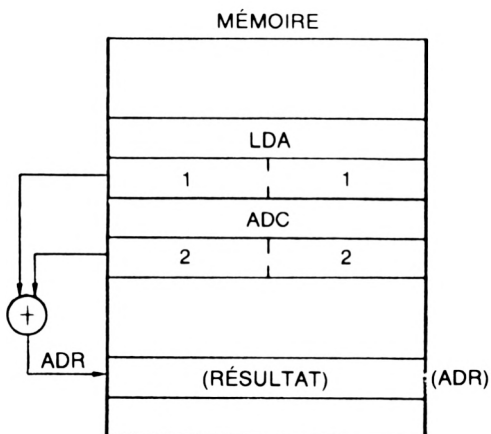 MÉMOIRE
LDA
1 1
ADC
2 2
+
ADR
(RÉSULTAT)
(ADR)